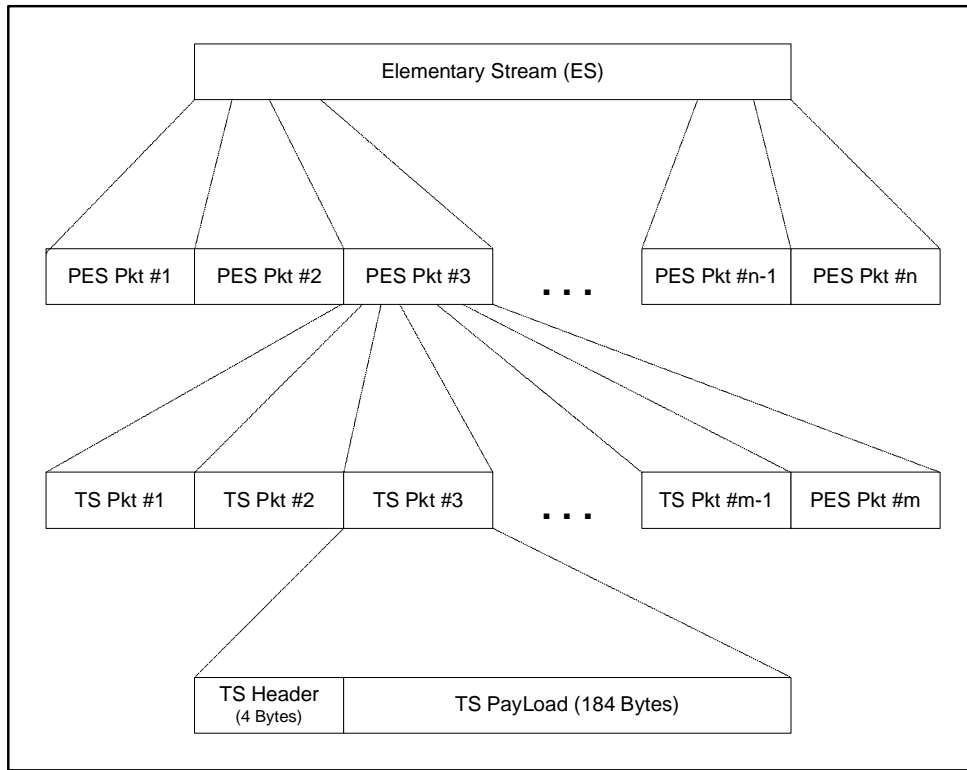 Elementary Stream (ES)
PES Pkt #1
PES Pkt #2
PES Pkt #3
. . .
PES Pkt #n-1
PES Pkt #n
TS Pkt #1
TS Pkt #2
TS Pkt #3
. . .
TS Pkt #m-1
PES Pkt #m
TS Header
(4 Bytes)
TS PayLoad (184 Bytes)